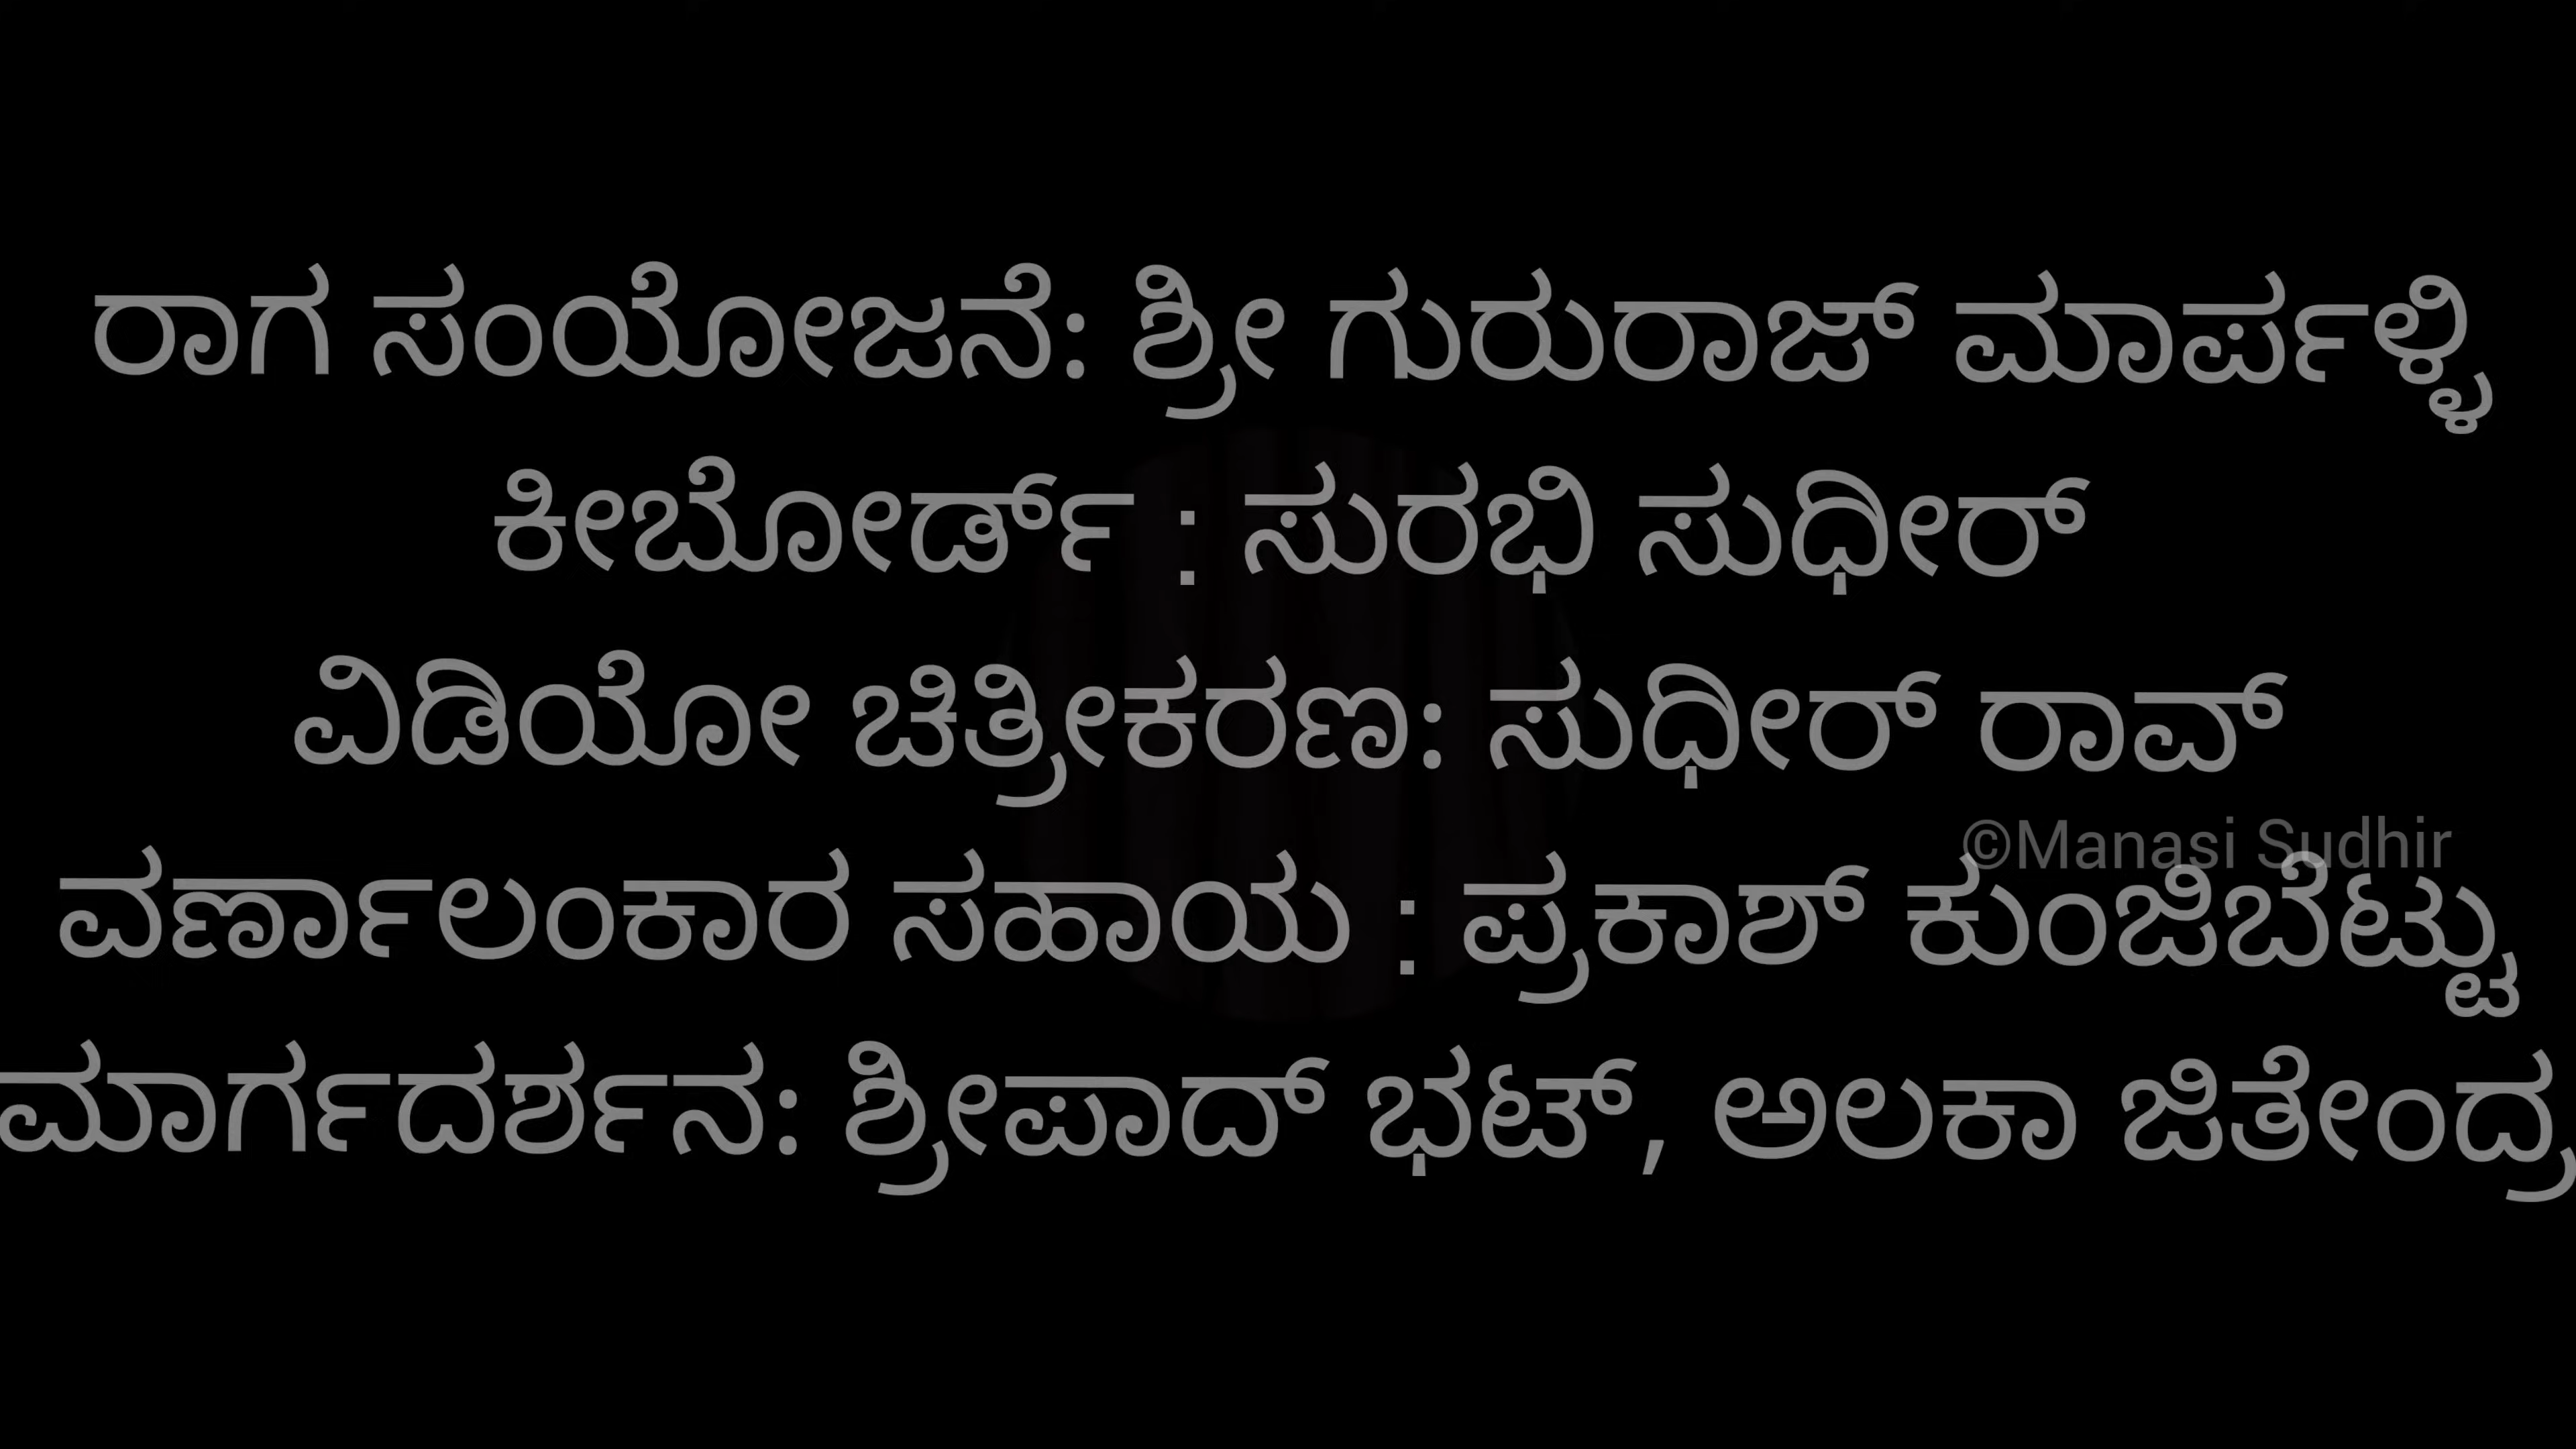 ರಾಗ ಸಂಯೋಜನೆ: ಶ್ರೀ ಗುರುರಾಜ್ ಮಾರ್ಪಳ್ಳಿ
ಕೀಬೋರ್ಡ್ : ಸುರಭಿ ಸುಧೀರ್
ವಿಡಿಯೋ ಚಿತ್ರೀಕರಣ: ಸುಧೀರ್ ರಾವ್
©Manasi Sudhir
ವರ್ಣಾಲಂಕಾರ ಸಹಾಯ : ಪ್ರಕಾಶ್ ಕುಂಜಿಬೆಟ್ಟು
ಮಾರ್ಗದರ್ಶನ: ಶ್ರೀಪಾದ್ ಭಟ್, ಅಲಕಾ ಜಿತೇಂದ್ರ